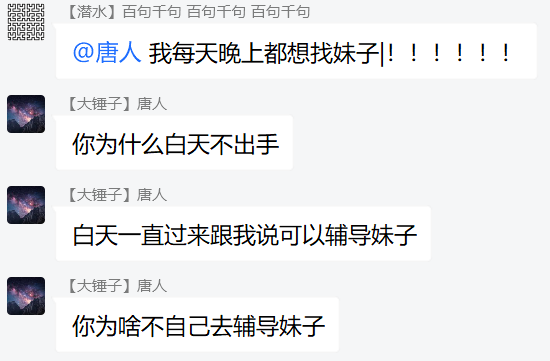 【潜水】百句千句 百句千句 百句千句
@唐人 我每天晚上都想找妹子|！！！！！！
【大锤子】唐人
你为什么白天不出手
【大锤子】唐人
白天一直过来跟我说可以辅导妹子
【大锤子】唐人
你为啥不自己去辅导妹子